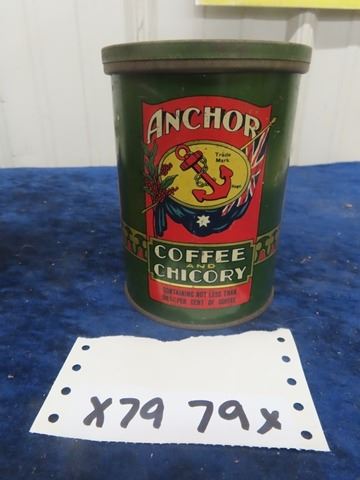 ANCHOR
Trade
Mark
COFFEE
AND
CHICORY
CONTAINING NOT LESS THAN
PER CENT OF COFFEE
X79 79x